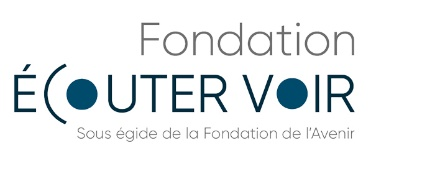 Fondation
ÉCOUTER VOIR
Sous égide de la Fondation de l'Avenir